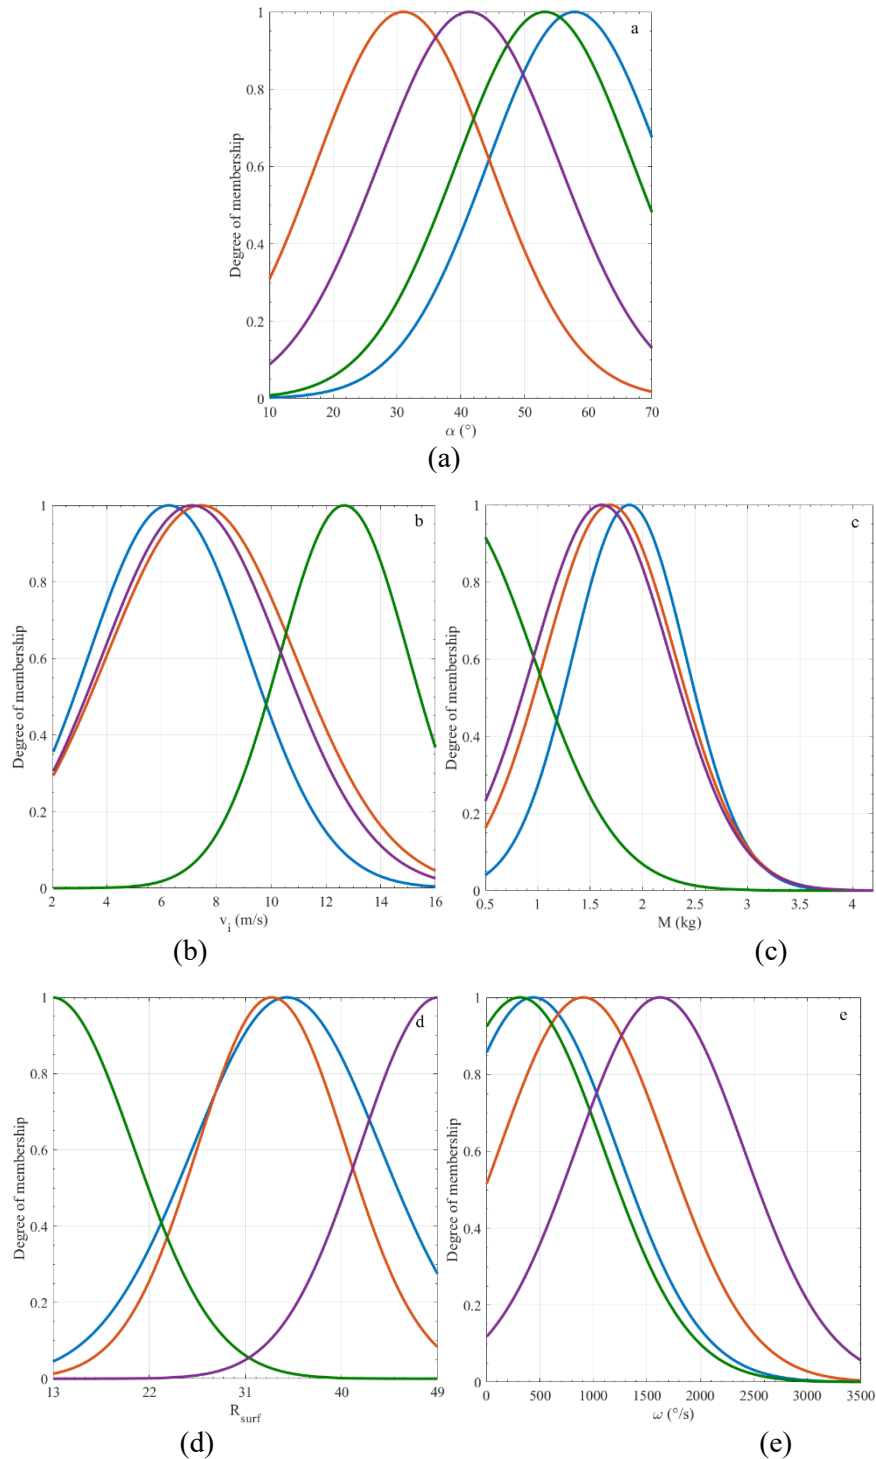 1
a
0.8
Degree of membership
0.6
0.4
0.2
0
10 20 30 40 50 60 70
α (°)
(a)
1 b 1 c
0.8 0.8
Degree of membership Degree of membership
0.6 0.6
0.4 0.4
0.2 0.2
0 0
2 4 6 8 10 12 14 16 0.5 1 1.5 2 2.5 3 3.5 4
v_i (m/s) M (kg)
(b) (c)
1 d 1 e
0.8 0.8
Degree of membership Degree of membership
0.6 0.6
0.4 0.4
0.2 0.2
0 0
13 22 31 40 49 0 500 1000 1500 2000 2500 3000 3500
R_surf ω (°/s)
(d) (e)